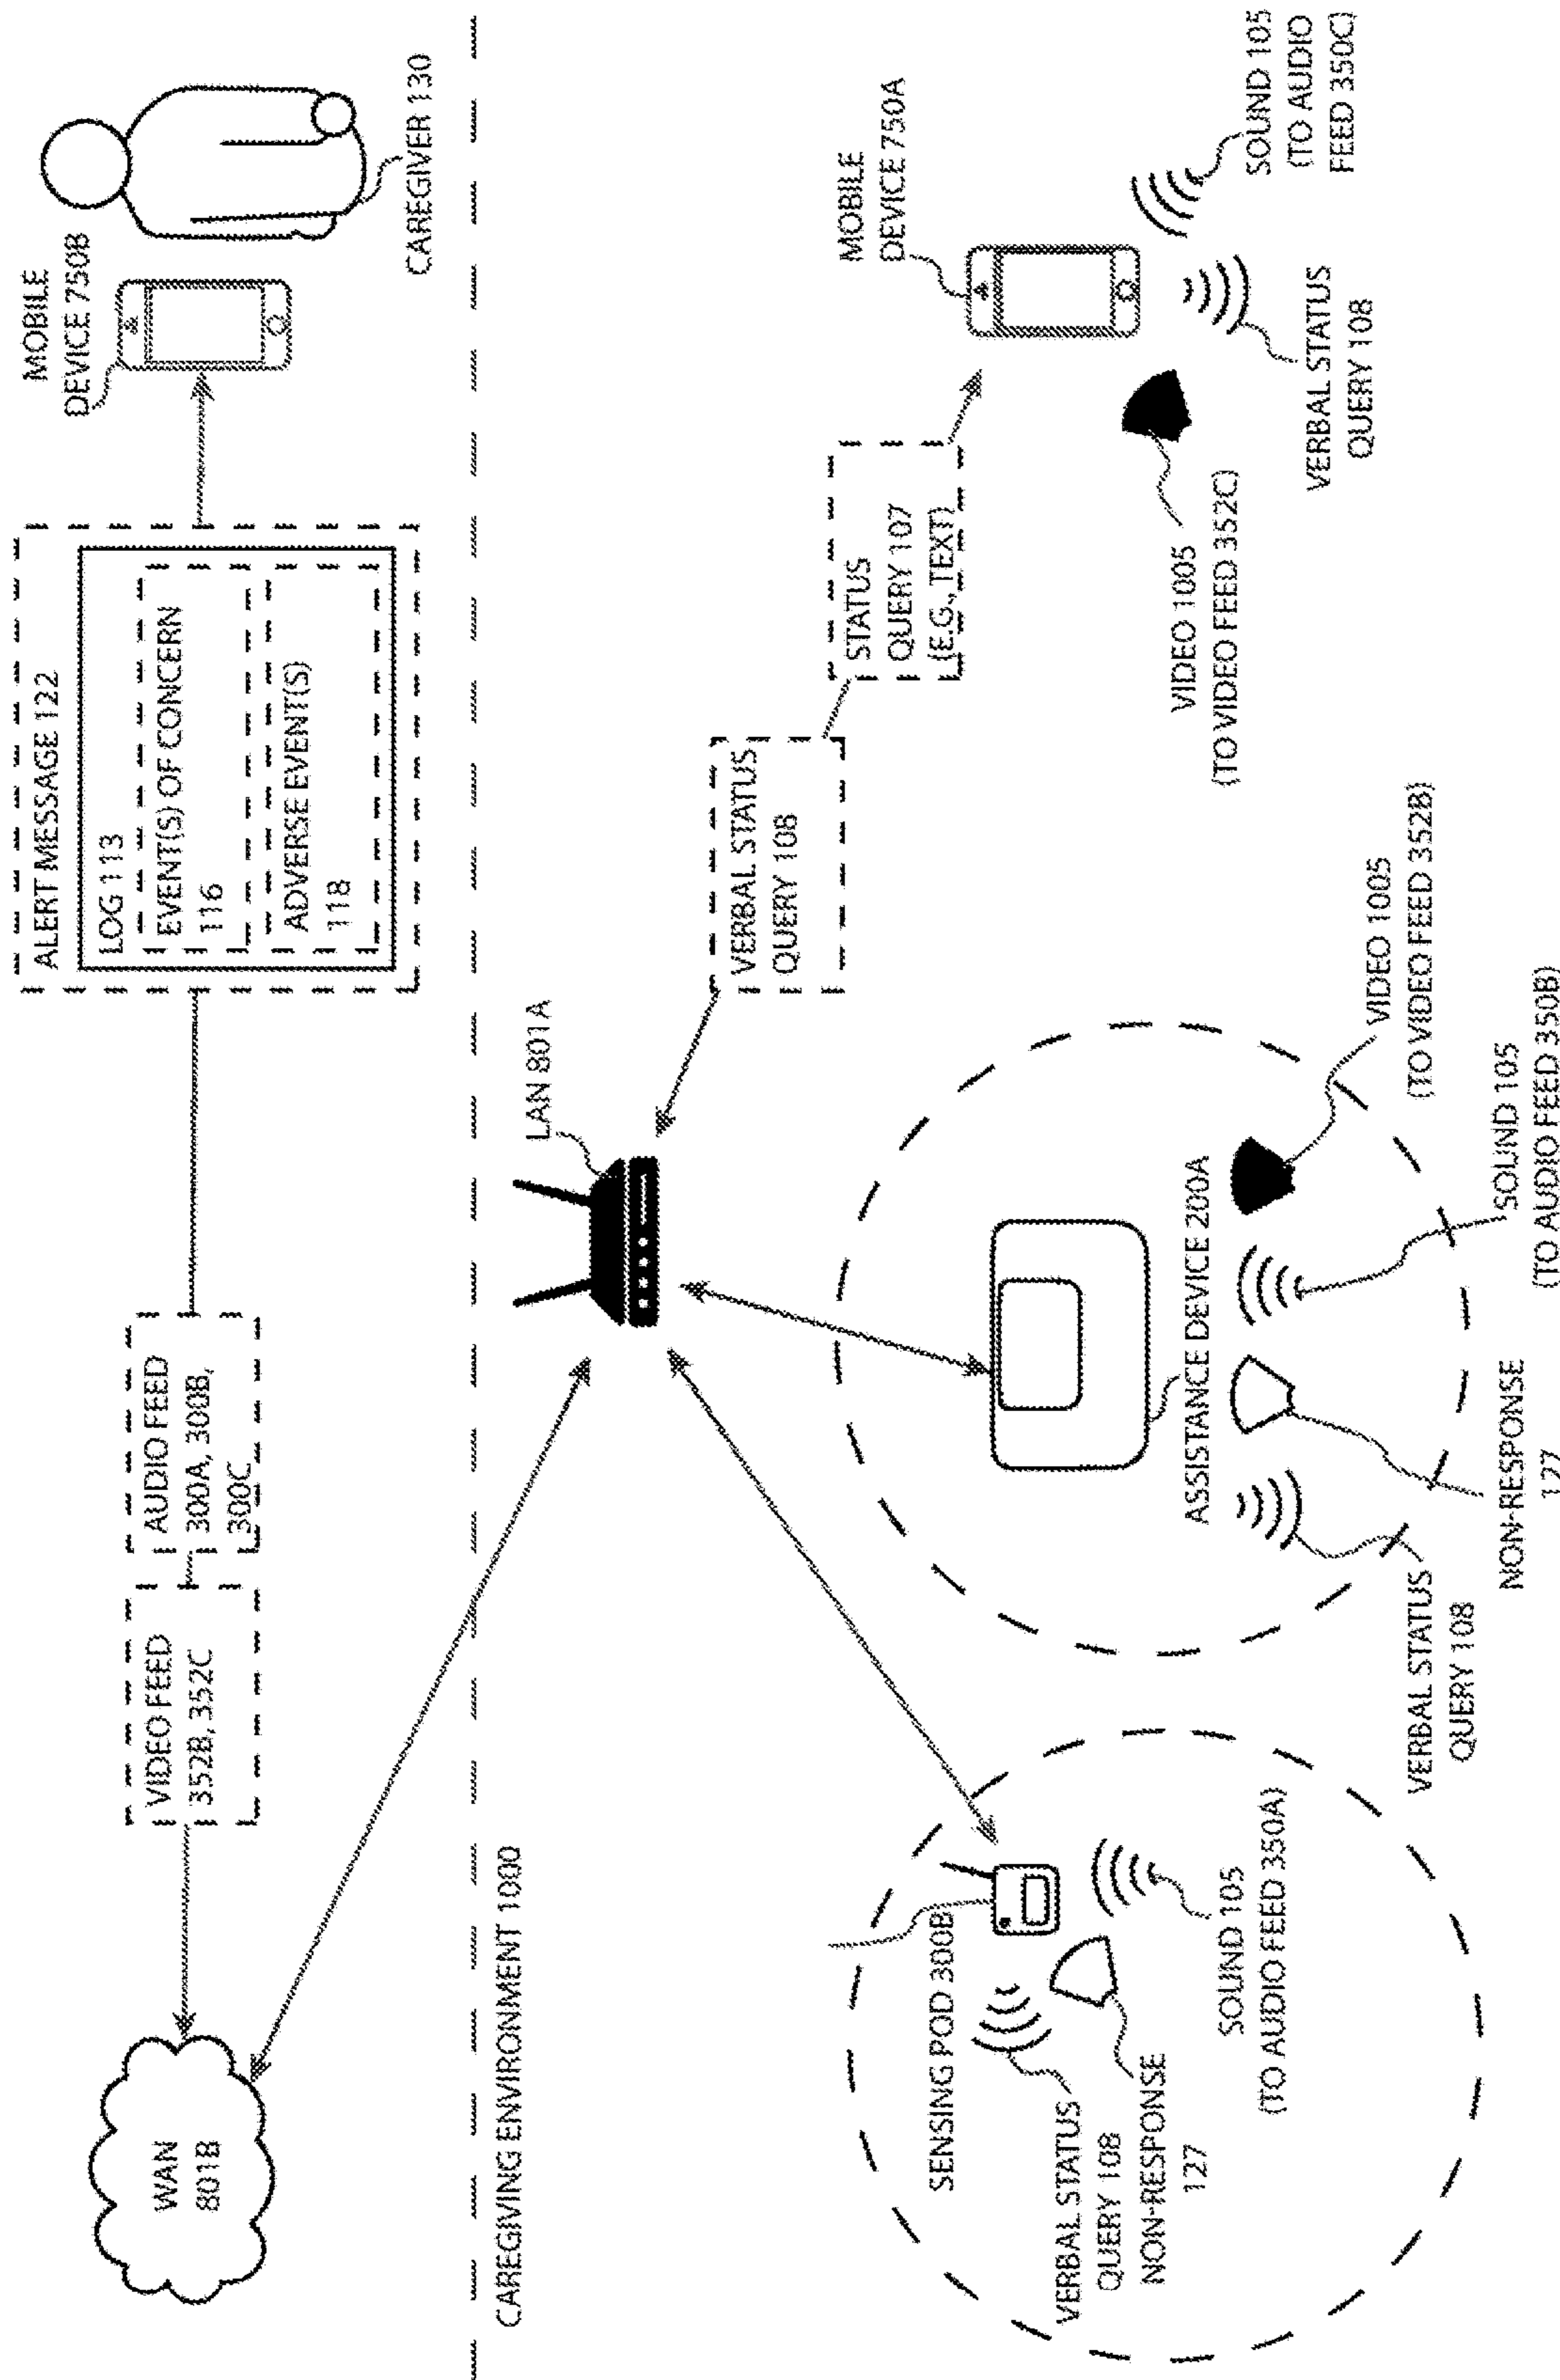 WAN
801B
VIDEO FEED
352B, 352C
AUDIO FEED
300A, 300B,
300C
ALERT MESSAGE 122
LOG 113
EVENT(S) OF CONCERN
116
ADVERSE EVENT(S)
118
MOBILE
DEVICE 750B
CAREGIVER 130
CAREGIVING ENVIRONMENT 1000
LAN 801A
VERBAL STATUS
QUERY 108
STATUS
QUERY 107
(E.G., TEXT)
MOBILE
DEVICE 750A
SOUND 105
(TO AUDIO
FEED 350C)
VERBAL STATUS
QUERY 108
VIDEO 1005
(TO VIDEO FEED 352C)
SENSING POD 300B
VERBAL STATUS
QUERY 108
NON-RESPONSE
127
SOUND 105
(TO AUDIO FEED 350A)
ASSISTANCE DEVICE 200A
VERBAL STATUS
QUERY 108
NON-RESPONSE
127
SOUND 105
(TO AUDIO FEED 350B)
VIDEO 1005
(TO VIDEO FEED 352B)